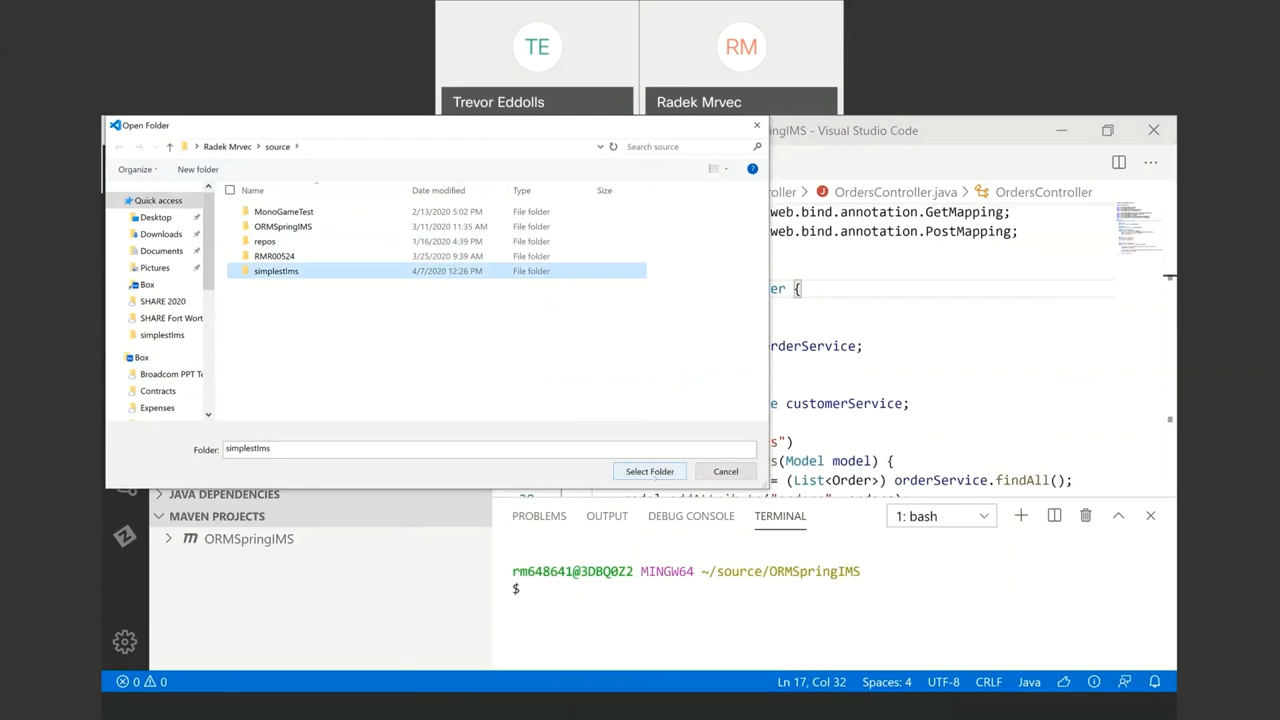 TE
RM
Trevor Eddolls
Radek Mrvec
Open Folder
ingIMS - Visual Studio Code
Radek Mrvec > source >
Search source
Organize
New folder
?
Quick access
Desktop
Downloads
Documents
Pictures
Box
SHARE 2020
SHARE Fort Wort
simplestIms
Box
Broadcom PPT Te
Contracts
Expenses
Name Date modified Type Size
MonoGameTest 2/13/2020 5:02 PM File folder
ORMSpringIMS 3/20/2020 11:35 AM File folder
repos 1/16/2020 4:39 PM File folder
RMR00524 3/25/2020 9:39 AM File folder
simplestIms 4/7/2020 12:26 PM File folder
Folder: simplestIms
Select Folder
Cancel
oller > OrdersController.java > OrdersController
web.bind.annotation.GetMapping;
web.bind.annotation.PostMapping;
er {
rderService;
e customerService;
s")
s(Model model) {
= (List<Order>) orderService.findAll();
JAVA DEPENDENCIES
MAVEN PROJECTS
ORMSpringIMS
PROBLEMS OUTPUT DEBUG CONSOLE TERMINAL
1: bash
rm648641@3DBQ0Z2 MINGW64 ~/source/ORMSpringIMS
$
0 0
Ln 17, Col 32 Spaces: 4 UTF-8 CRLF Java